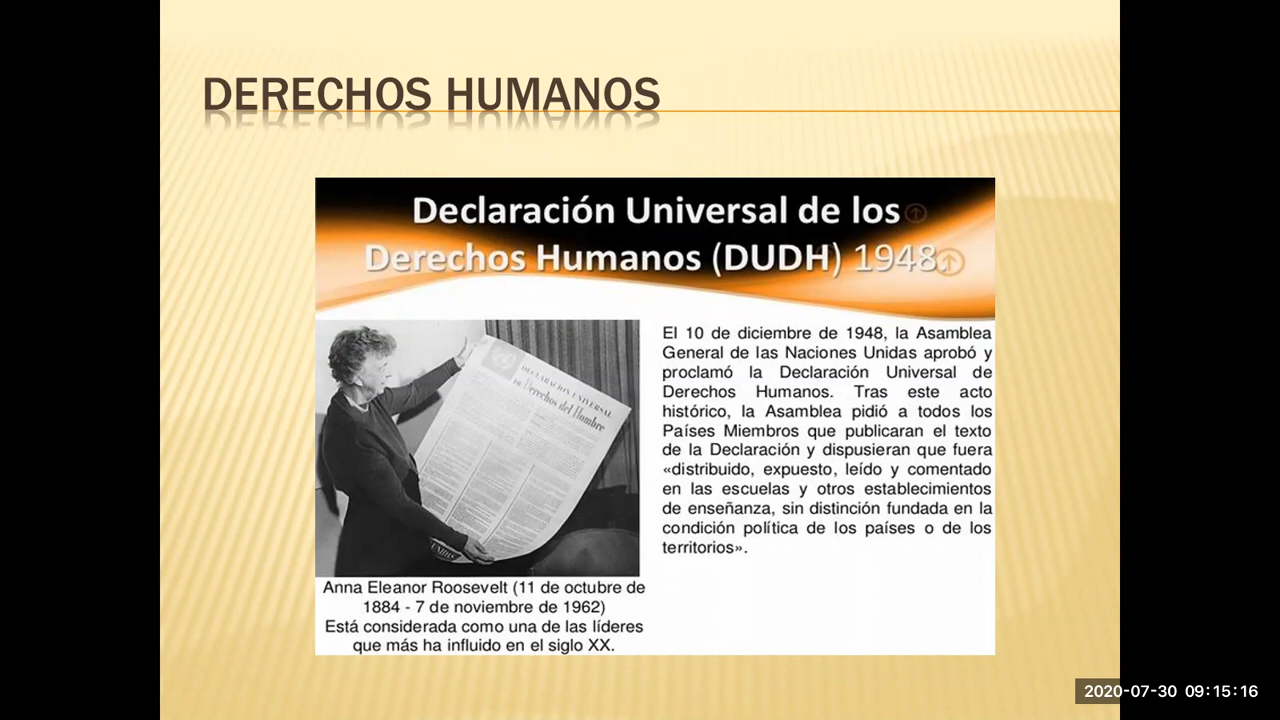 DERECHOS HUMANOS
Declaración Universal de los
Derechos Humanos (DUDH) 1948
DECLARACION UNIVERSAL
DE Derechos del Hombre
El 10 de diciembre de 1948, la Asamblea
General de las Naciones Unidas aprobó y
proclamó la Declaración Universal de
Derechos Humanos. Tras este acto
histórico, la Asamblea pidió a todos los
Países Miembros que publicaran el texto
de la Declaración y dispusieran que fuera
«distribuido, expuesto, leído y comentado
en las escuelas y otros establecimientos
de enseñanza, sin distinción fundada en la
condición política de los países o de los
territorios».
Anna Eleanor Roosevelt (11 de octubre de
1884 - 7 de noviembre de 1962)
Está considerada como una de las líderes
que más ha influido en el siglo XX.
2020-07-30 09:15:16